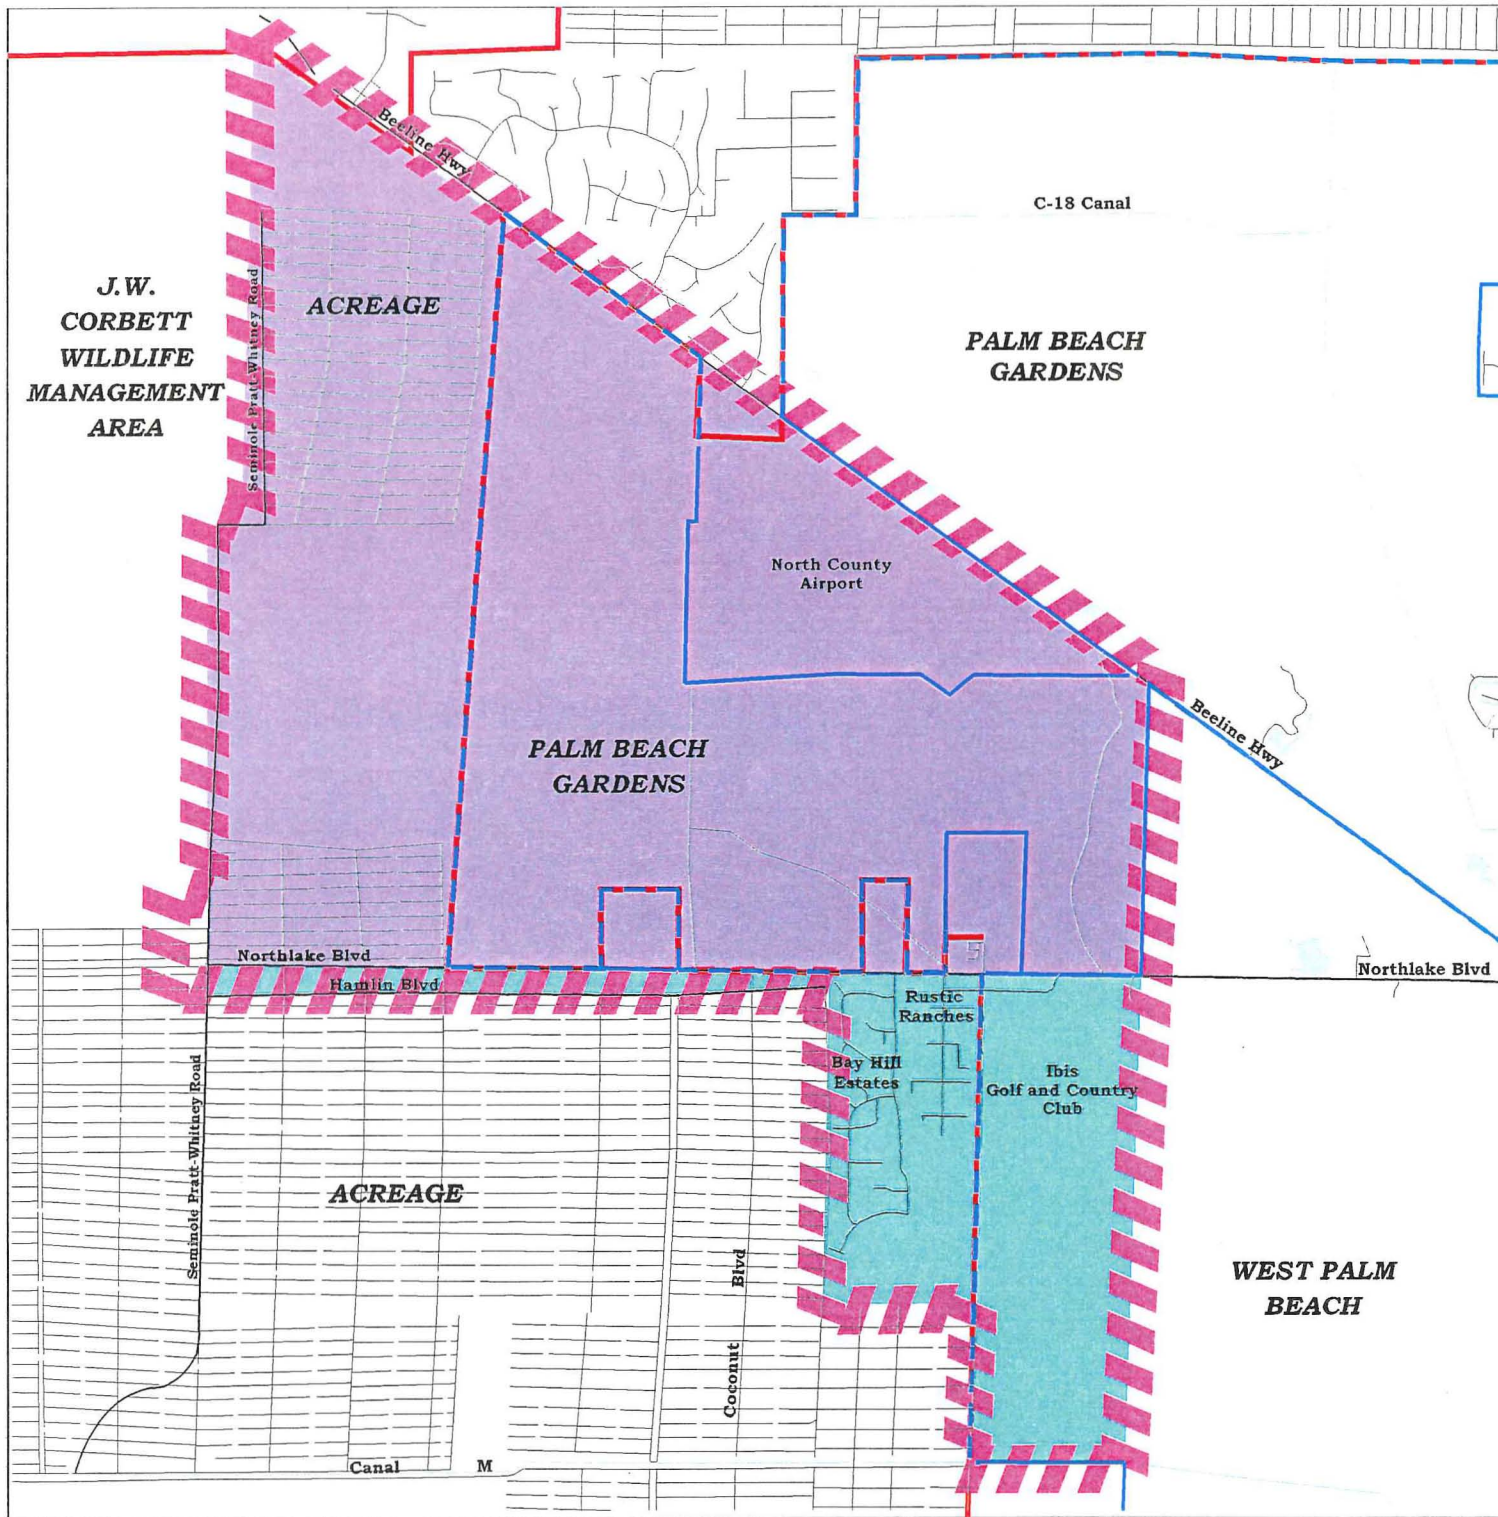 Beeline Hwy
C-18 Canal
J.W.
CORBETT
WILDLIFE
MANAGEMENT
AREA
Seminole Pratt-Whitney Road
ACREAGE
PALM BEACH
GARDENS
North County
Airport
Beeline Hwy
PALM BEACH
GARDENS
Northlake Blvd
Northlake Blvd
Hamlin Blvd
Rustic
Ranches
Bay Hill
Estates
Ibis
Golf and Country
Club
Seminole Pratt-Whitney Road
ACREAGE
Coconut Blvd
WEST PALM
BEACH
Canal M